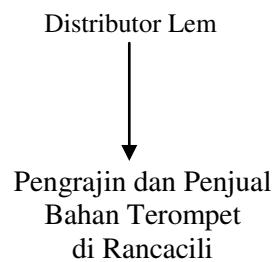 Distributor Lem
Pengrajin dan Penjual
Bahan Terompet
di Rancacili